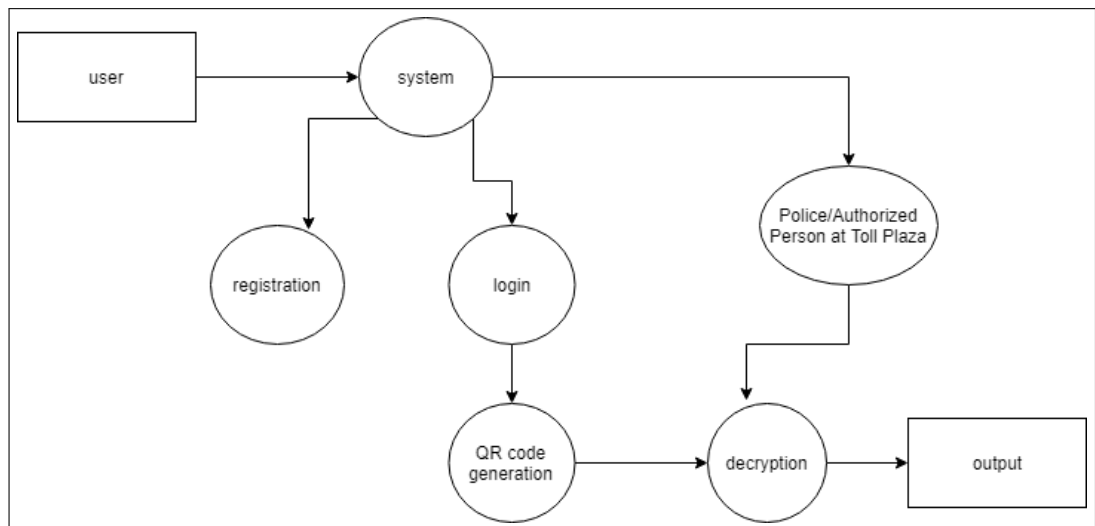 user
system
Police/Authorized
Person at Toll Plaza
registration
login
QR code
generation
decryption
output